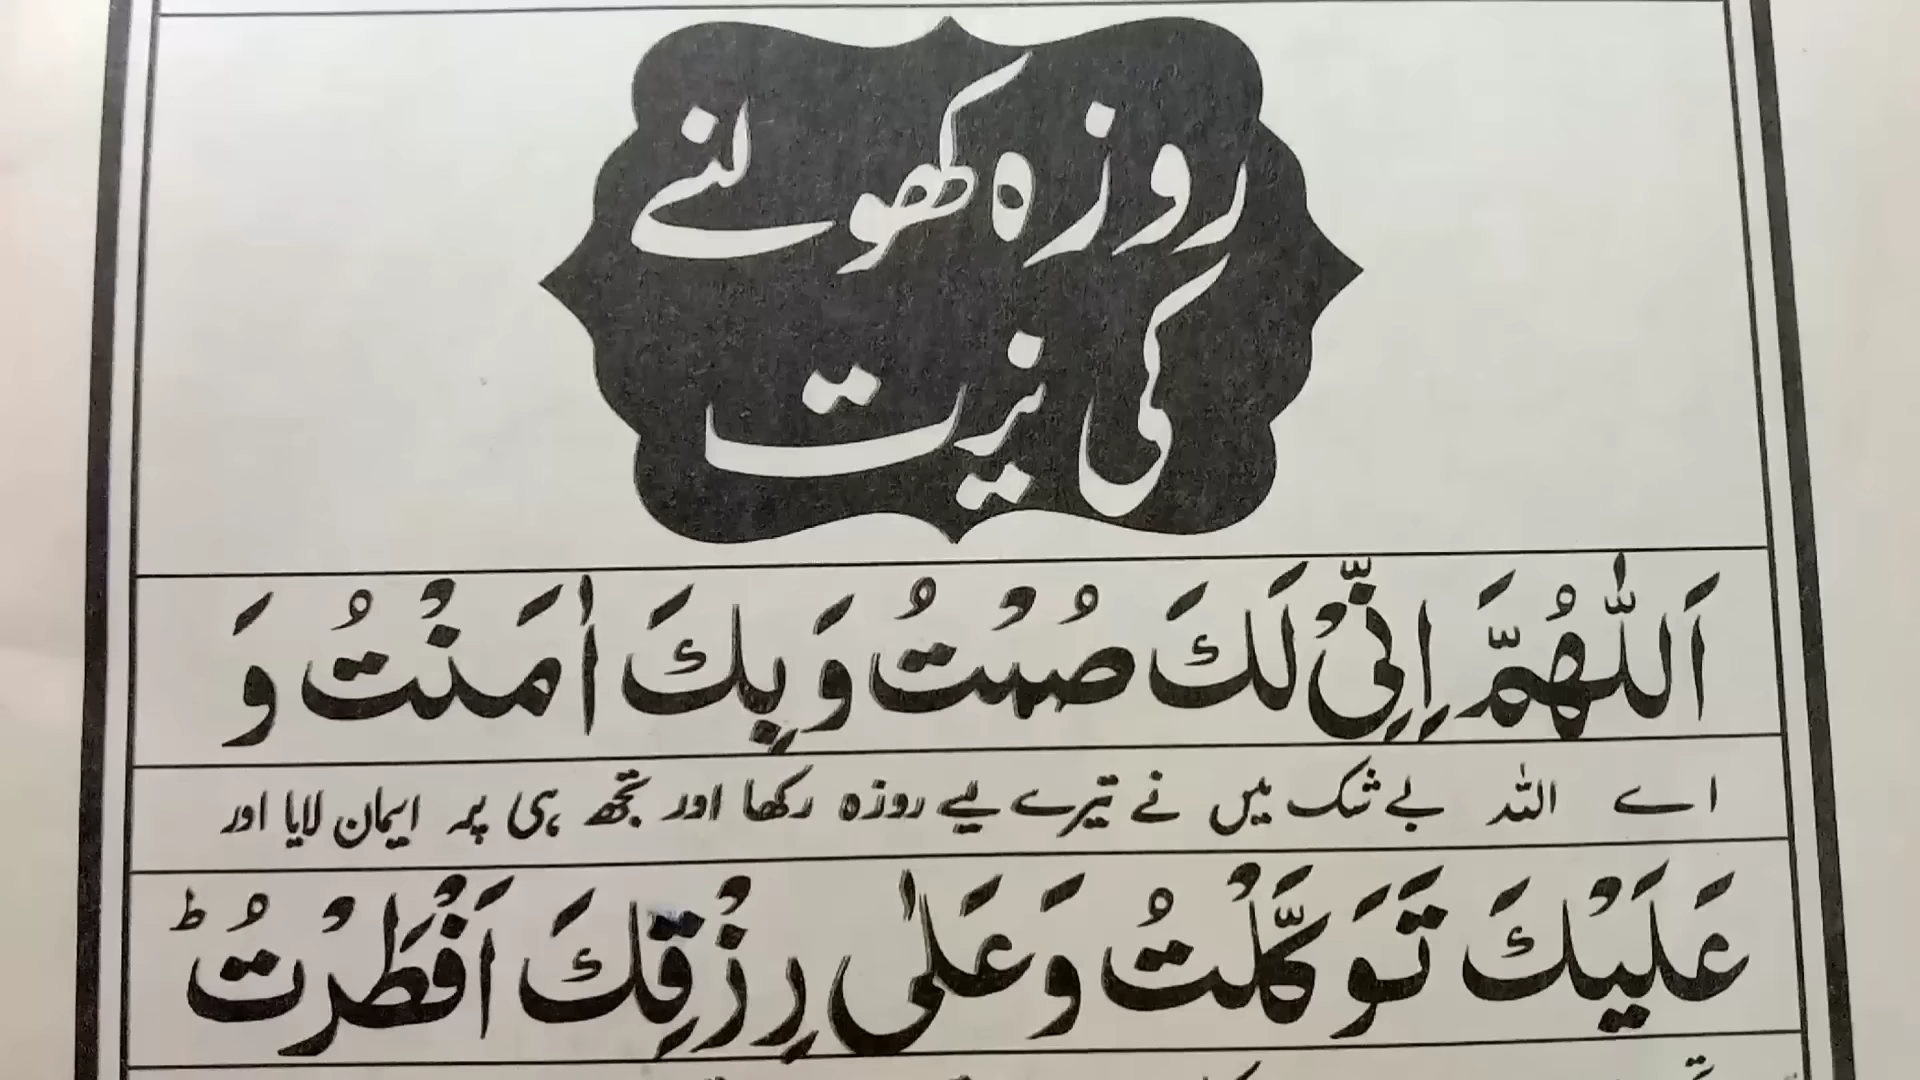 روزہ کھولنے
کی نیت
اَللّٰهُمَّ اِنِّیْ لَكَ صُمْتُ وَبِكَ اٰمَنْتُ وَ
اے اللہ بے شک میں نے تیرے لیے روزہ رکھا اور تجھ ہی پر ایمان لایا اور
عَلَیْكَ تَوَكَّلْتُ وَعَلٰی رِزْقِكَ اَفْطَرْتُ ؕ